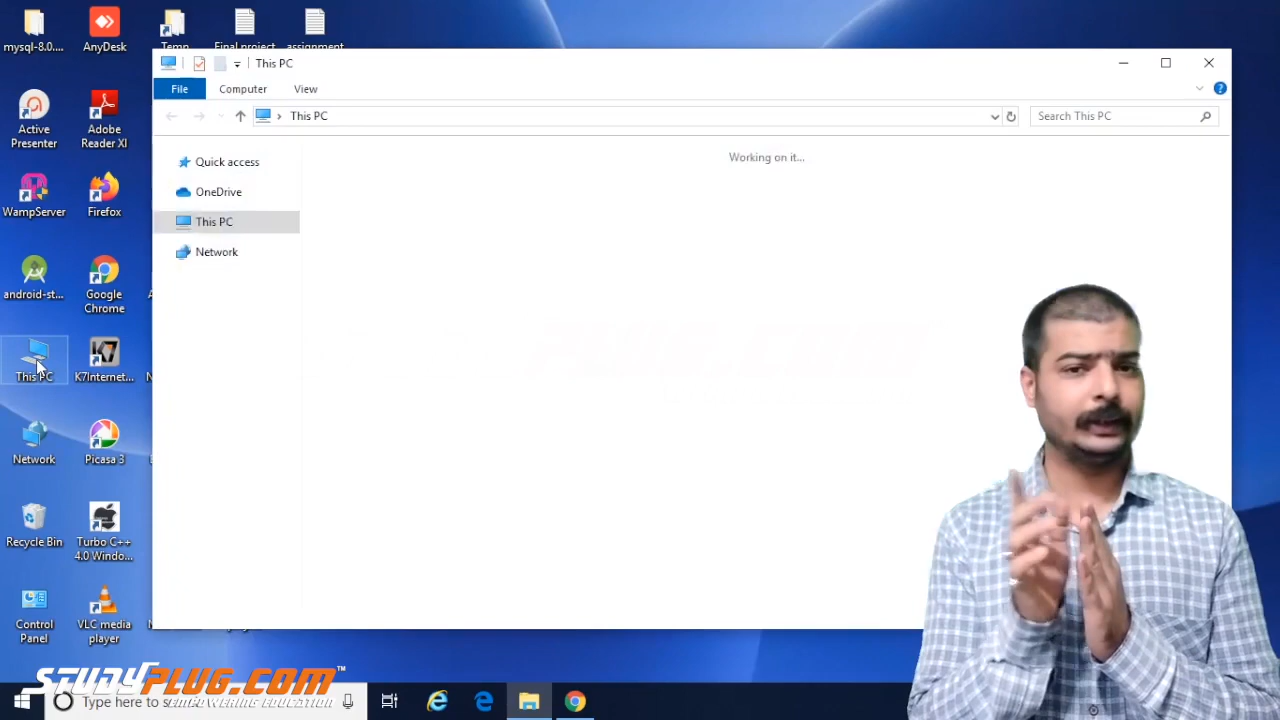 mysql-8.0....
AnyDesk
Temp
Final project
assignment
This PC
File
Computer
View
This PC
Search This PC
Active
Presenter
Adobe
Reader XI
Working on it...
Quick access
OneDrive
This PC
Network
WampServer
Firefox
android-st...
Google
Chrome
This PC
K7Internet...
Network
Picasa 3
Recycle Bin
Turbo C++
4.0 Windo...
Control
Panel
VLC media
player
STUDYPLUG.COM™
EMPOWERING EDUCATION
Type here to s